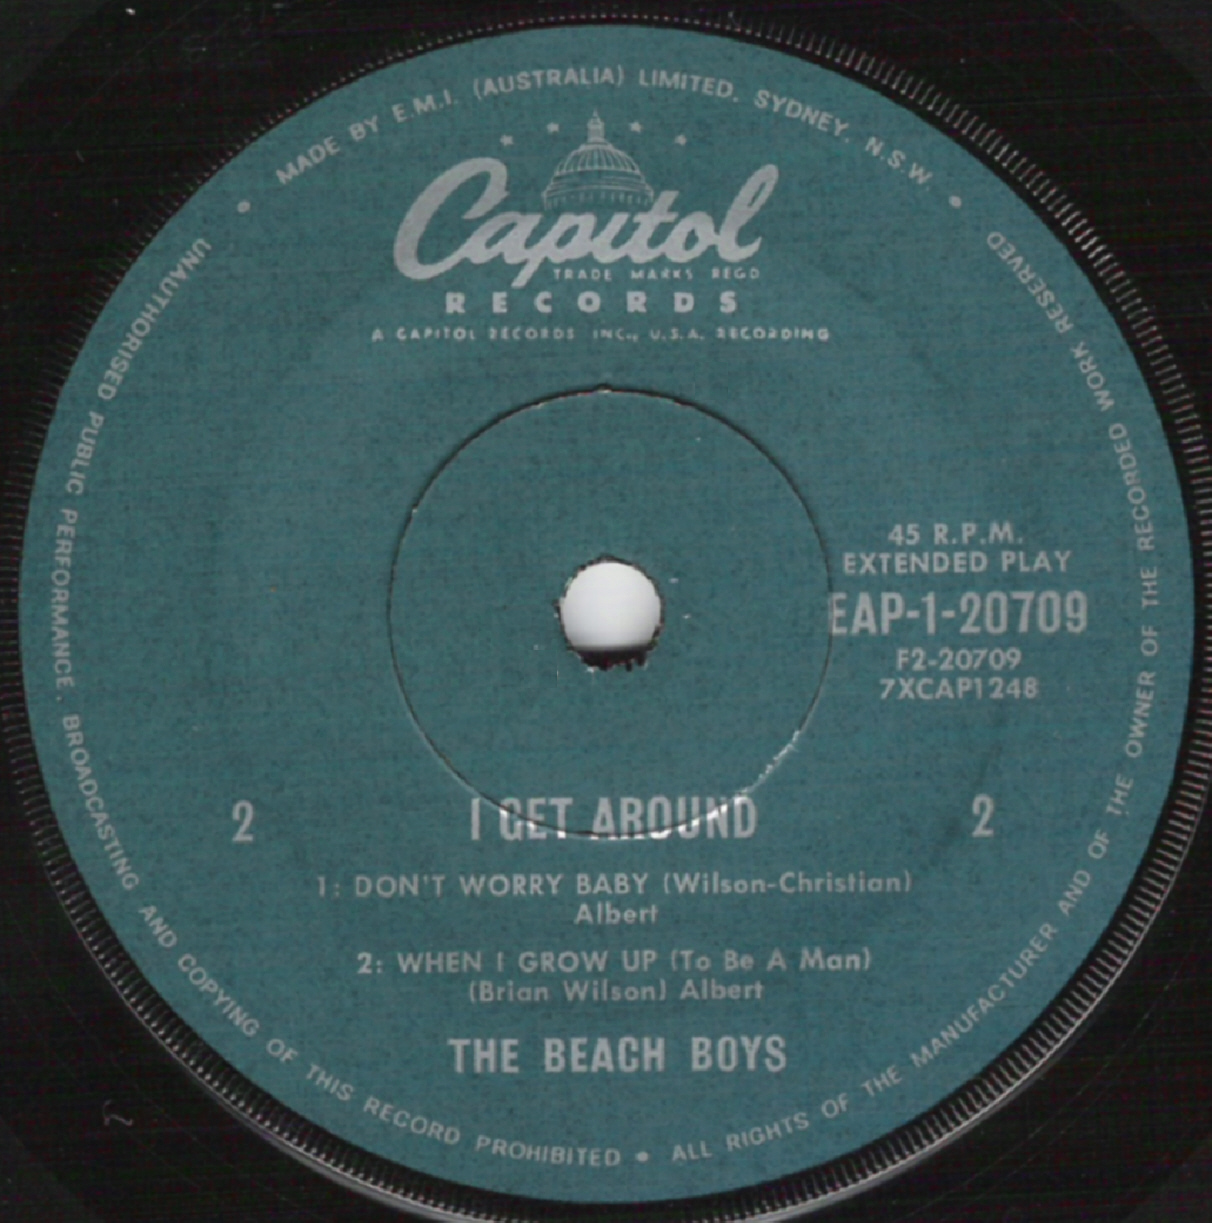 MADE BY E.M.I. (AUSTRALIA) LIMITED. SYDNEY. N.S.W.
Capitol
TRADE MARKS REGD
RECORDS
A CAPITOL RECORDS INC., U.S.A. RECORDING
45 R.P.M.
EXTENDED PLAY
EAP-1-20709
F2-20709
7XCAP1248
2 I GET AROUND 2
1: DON'T WORRY BABY (Wilson-Christian)
Albert
2: WHEN I GROW UP (To Be A Man)
(Brian Wilson) Albert
THE BEACH BOYS
UNAUTHORISED PUBLIC PERFORMANCE. BROADCASTING AND COPYING OF THIS RECORD PROHIBITED • ALL RIGHTS OF THE MANUFACTURER AND OF THE OWNER OF THE RECORDED WORK RESERVED